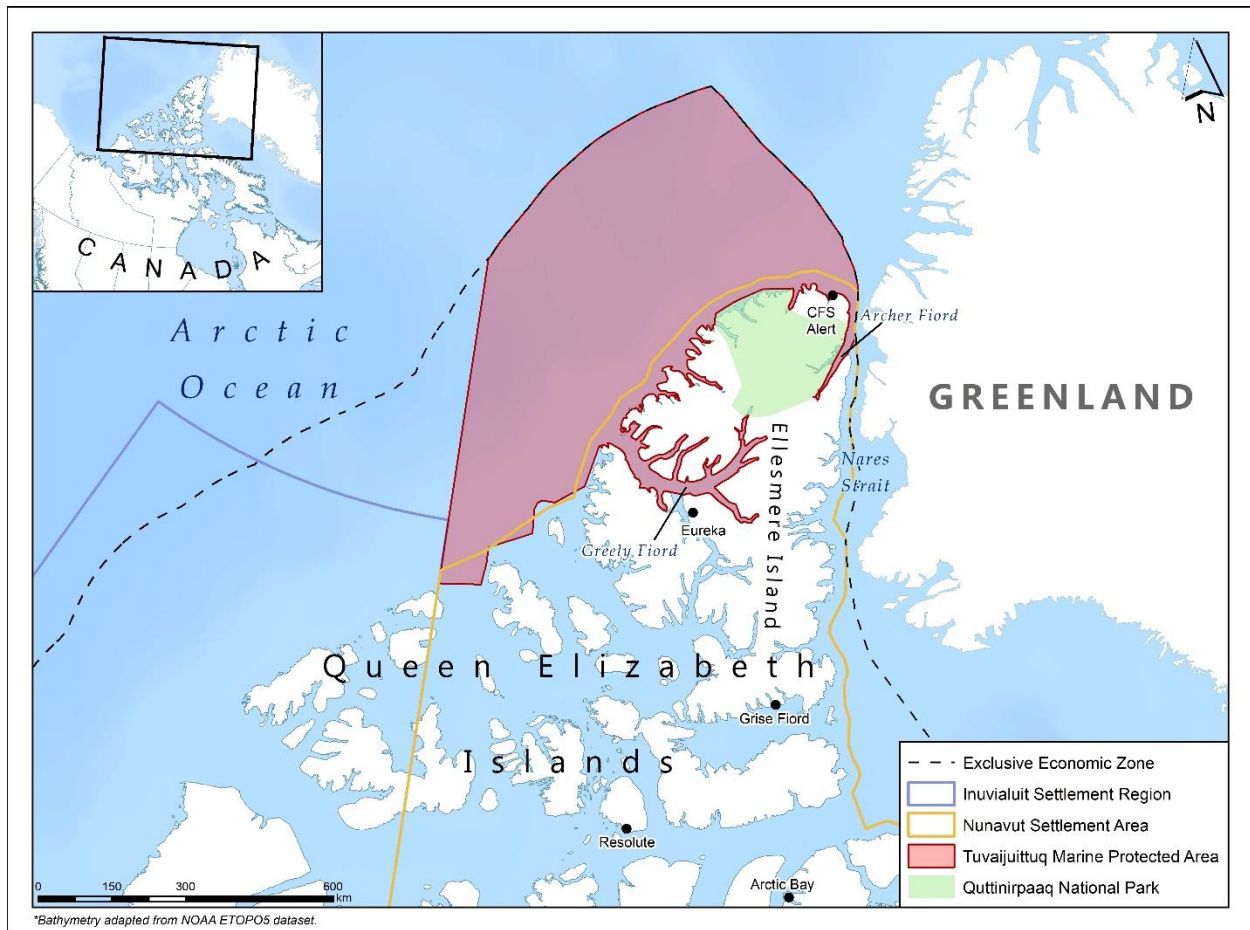 CANADA
N
Arctic
Ocean
CFS
Alert
Archer Fiord
GREENLAND
Ellesmere Island
Nares
Strait
Eureka
Greely Fiord
Queen Elizabeth
Islands
Grise Fiord
Resolute
Arctic Bay
Exclusive Economic Zone
Inuvialuit Settlement Region
Nunavut Settlement Area
Tuvaijuittuq Marine Protected Area
Quttinirpaaq National Park
0 150 300 600
km
*Bathymetry adapted from NOAA ETOPO5 dataset.